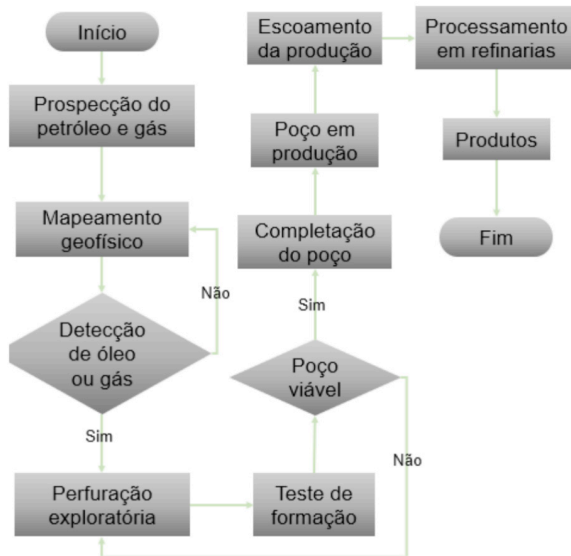 Início
Prospecção do
petróleo e gás
Mapeamento
geofísico
Não
Detecção
de óleo
ou gás
Sim
Perfuração
exploratória
Teste de
formação
Poço
viável
Não
Sim
Completação
do poço
Poço em
produção
Escoamento
da produção
Processamento
em refinarias
Produtos
Fim